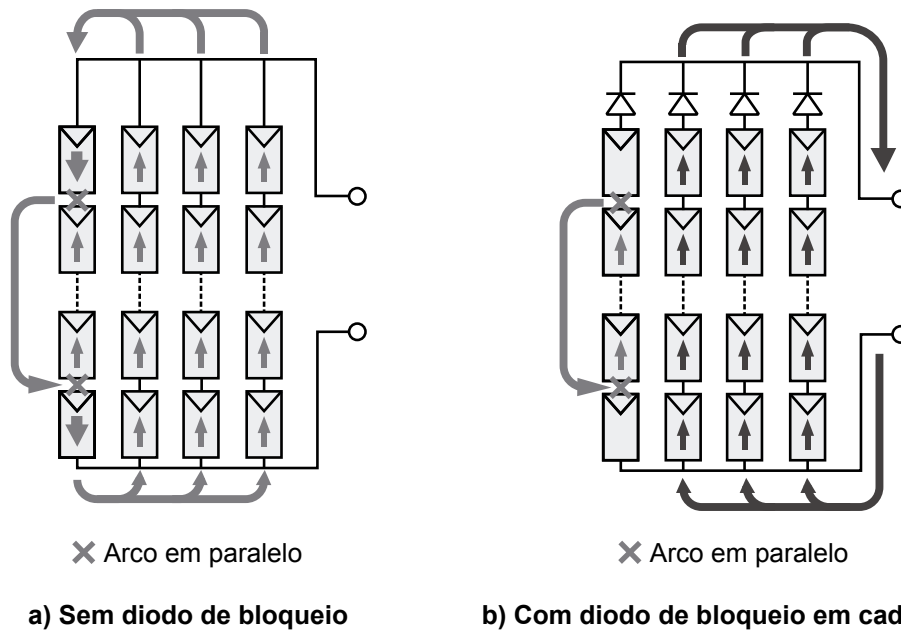 Arco em paralelo
Arco em paralelo
a) Sem diodo de bloqueio
b) Com diodo de bloqueio em cad